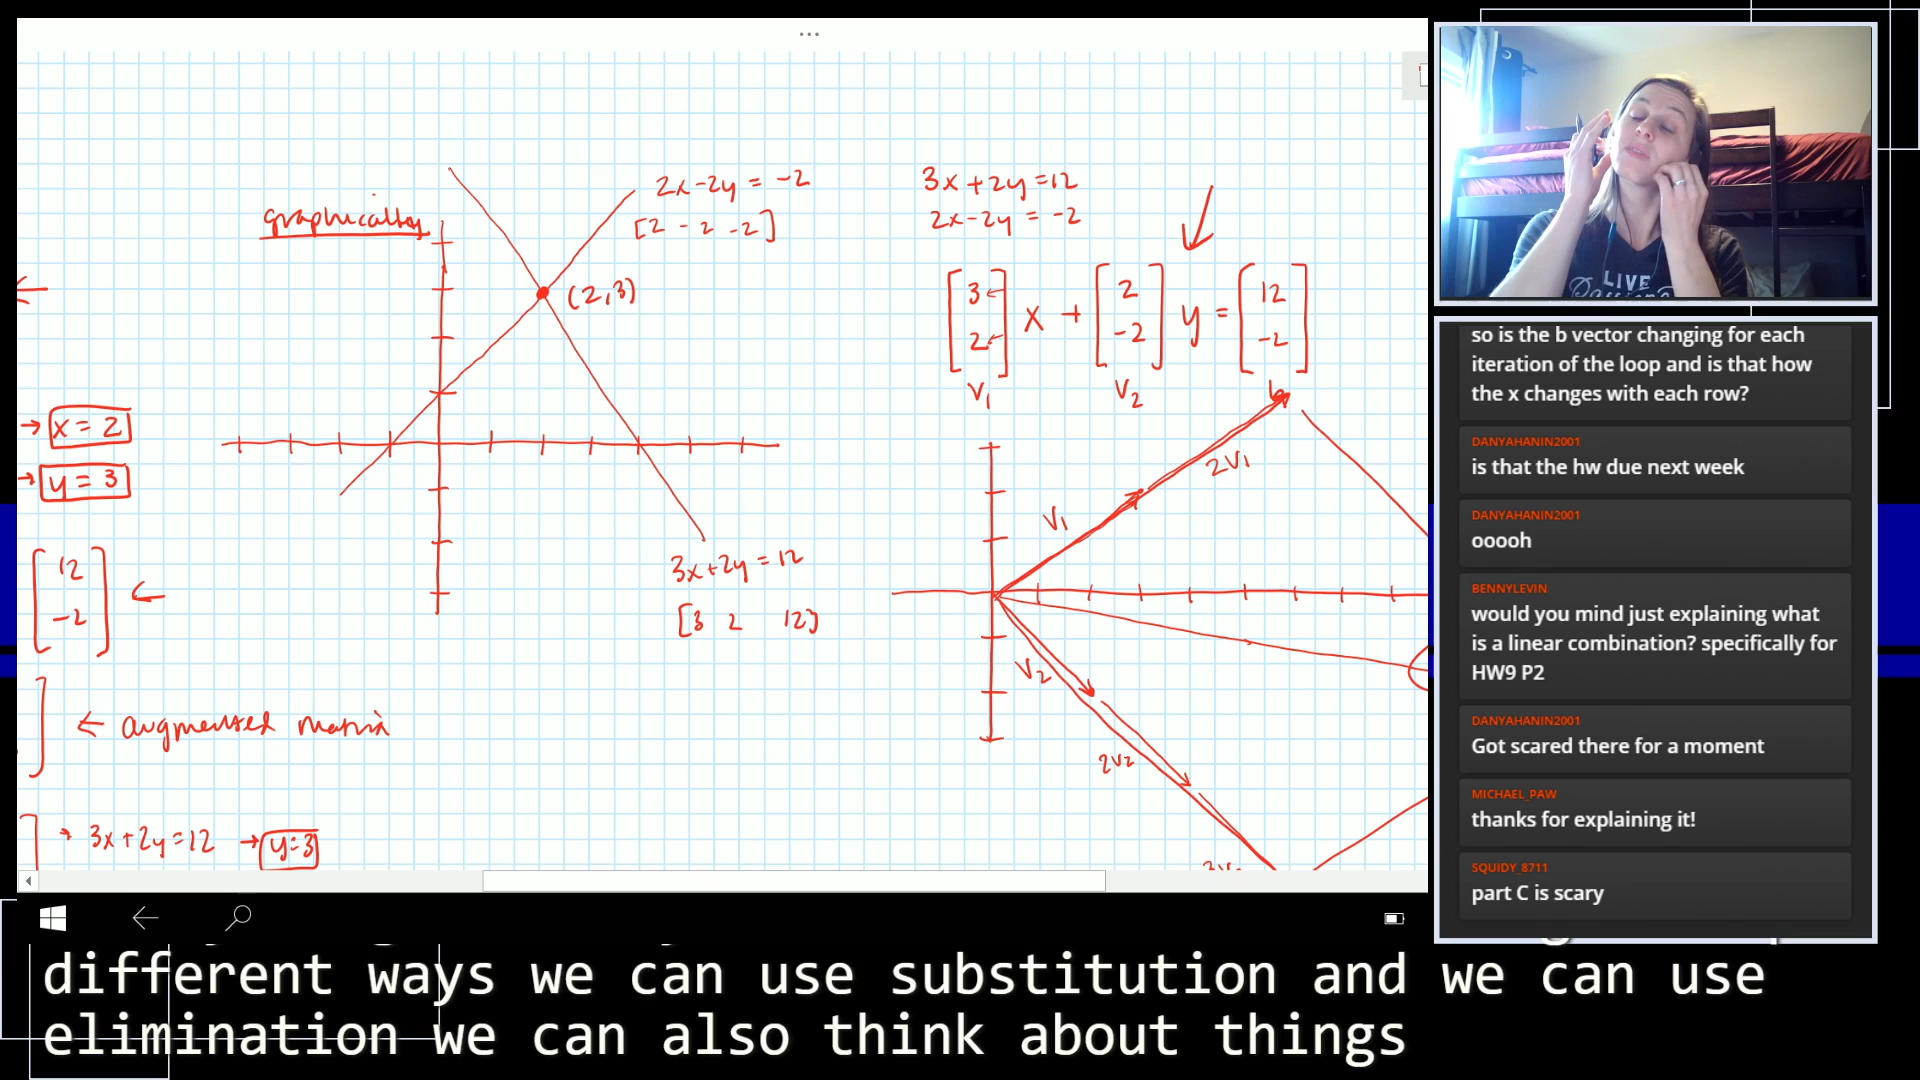 graphically
2x-2y = -2
[2 -2 -2]
(2,3)
x = 2
y = 3
12
-2
← augmented matrix
3x+2y=12
y=3
3x+2y=12
[3 2 12]
3x+2y=12
2x-2y = -2
[3 2] x + [2 -2] y = [12 -2]
V1 V2 b
V1
2V1
V2
2V2
LIVE
so is the b vector changing for each
iteration of the loop and is that how
the x changes with each row?
DANYAHANIN2001
is that the hw due next week
DANYAHANIN2001
ooooh
BENNYLEVIN
would you mind just explaining what
is a linear combination? specifically for
HW9 P2
DANYAHANIN2001
Got scared there for a moment
MICHAEL_PAW
thanks for explaining it!
SQUIDY_8711
part C is scary
different ways we can use substitution and we can use
elimination we can also think about things